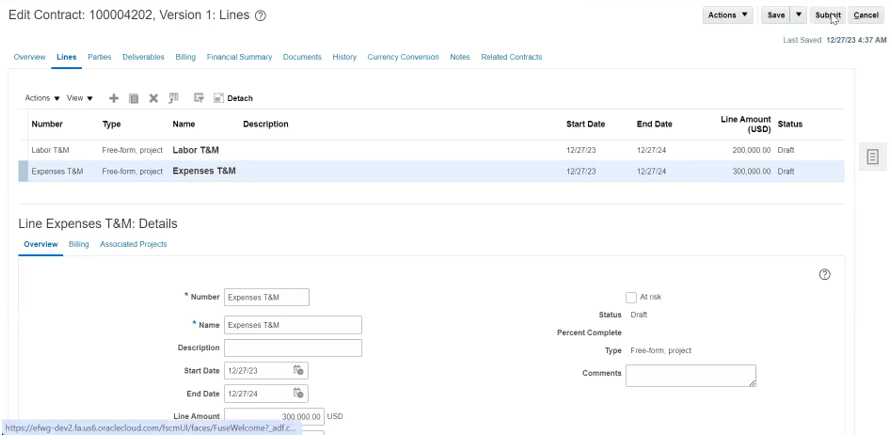 Edit Contract: 100004202, Version 1: Lines
Actions Save Submit Cancel
Last Saved: 12/27/23 4:37 AM
Overview Lines Parties Deliverables Billing Financial Summary Documents History Currency Conversion Notes Related Contracts
Actions View Detach
Number Type Name Description Start Date End Date Line Amount (USD) Status
Labor T&M Free-form, project Labor T&M 12/27/23 12/27/24 200,000.00 Draft
Expenses T&M Free-form, project Expenses T&M 12/27/23 12/27/24 300,000.00 Draft
Line Expenses T&M: Details
Overview Billing Associated Projects
* Number Expenses T&M
At risk
* Name Expenses T&M
Status Draft
Description
Percent Complete
Type Free-form, project
Start Date 12/27/23
Comments
End Date 12/27/24
Line Amount 300,000.00 USD
https://efwg-dev2.fa.us6.oraclecloud.com/fscmUI/faces/FuseWelcome?_adf.c...